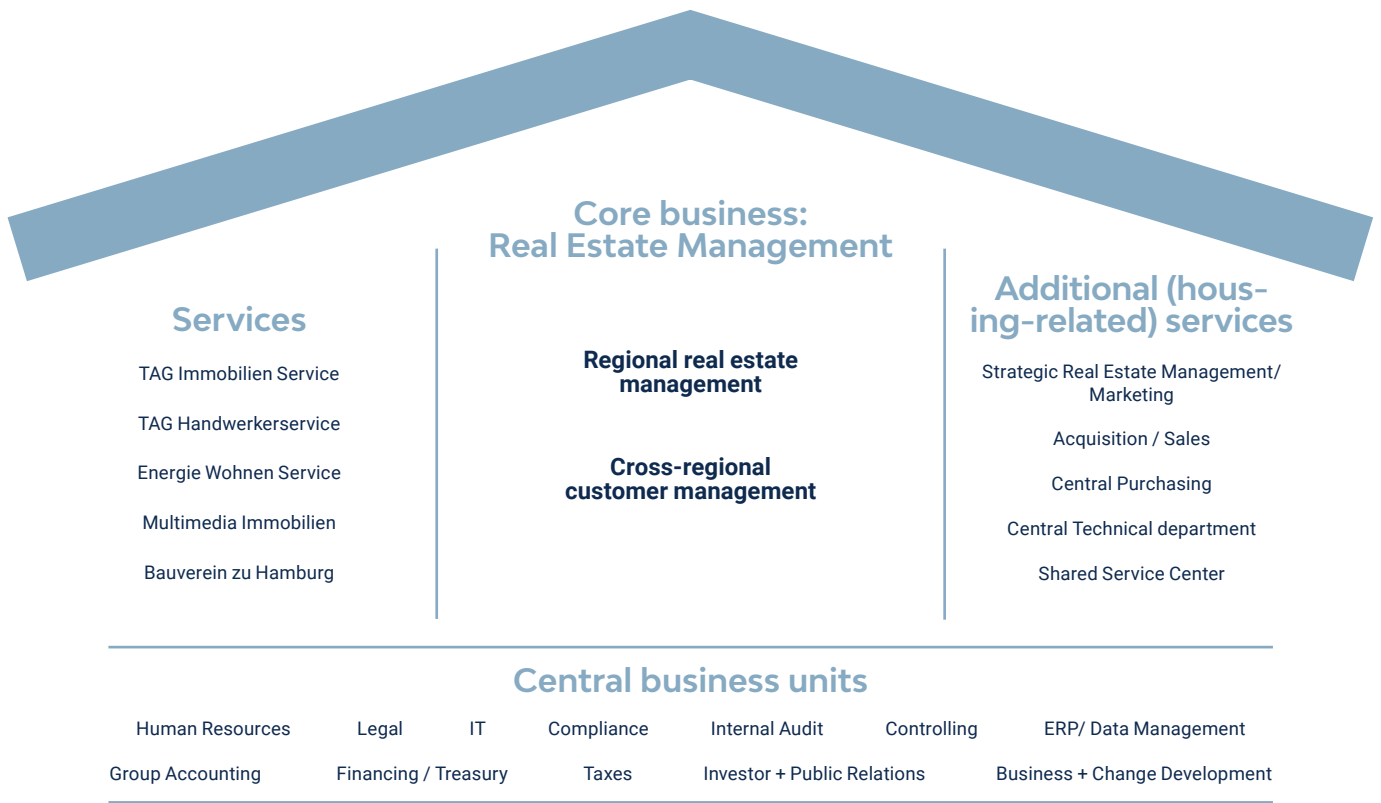 Core business:
Real Estate Management
Services
TAG Immobilien Service
TAG Handwerkerservice
Energie Wohnen Service
Multimedia Immobilien
Bauverein zu Hamburg
Regional real estate
management
Cross-regional
customer management
Additional (hous-
ing-related) services
Strategic Real Estate Management/
Marketing
Acquisition / Sales
Central Purchasing
Central Technical department
Shared Service Center
Central business units
Human Resources Legal IT Compliance Internal Audit Controlling ERP/ Data Management
Group Accounting Financing / Treasury Taxes Investor + Public Relations Business + Change Development